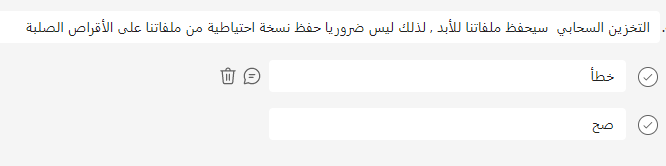 . التخزين السحابي سيحفظ ملفاتنا للأبد , لذلك ليس ضروريا حفظ نسخة احتياطية من ملفاتنا على الأقراص الصلبة
خطأ
صح